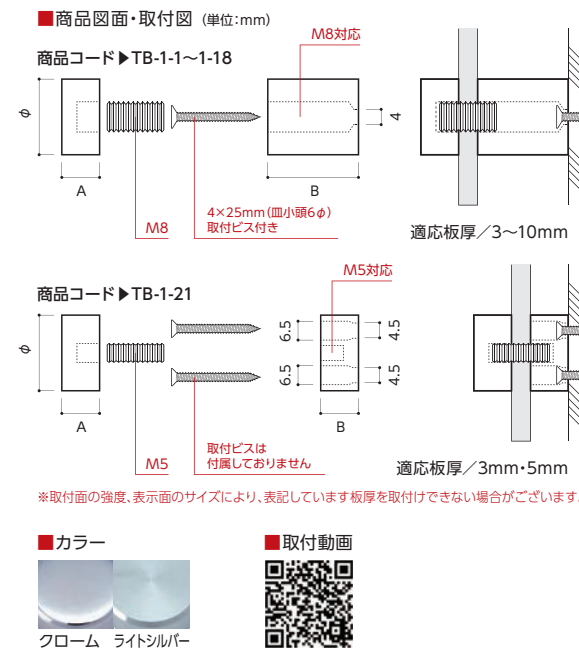 ■商品図面・取付図（単位:mm）
M8対応
商品コード▶TB-1-1～1-18
φ
4
A
B
M8
4×25mm(皿小頭6φ)
取付ビス付き
適応板厚／3～10mm
M5対応
商品コード▶TB-1-21
φ
6.5
4.5
6.5
4.5
A
B
M5
取付ビスは
付属しておりません
適応板厚／3mm・5mm
※取付面の強度、表示面のサイズにより、表記しています板厚を取付けできない場合がございます。
■カラー
■取付動画
クローム ライトシルバー